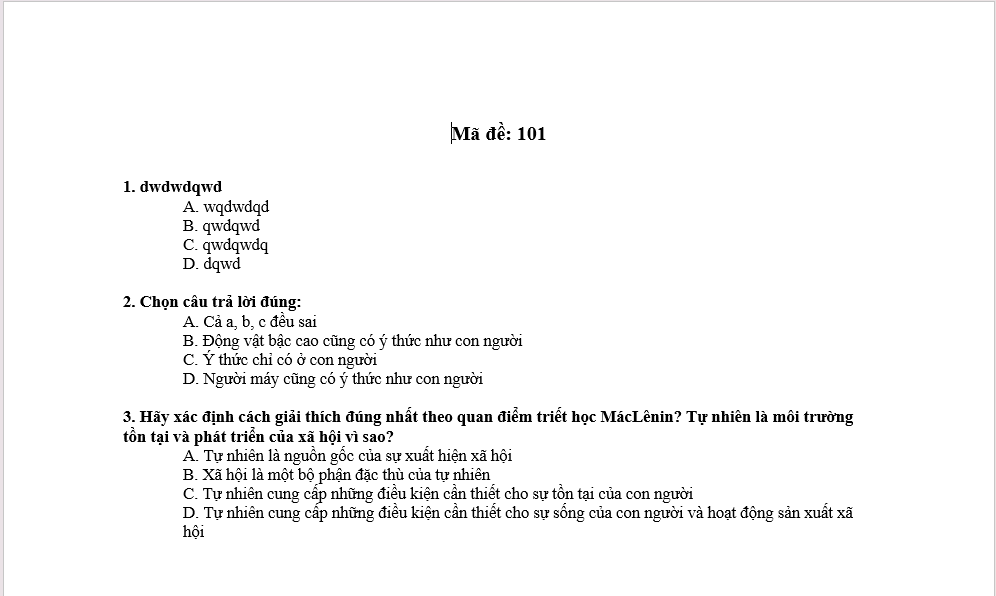 Mã đề: 101
1. dwdwdqwd
A. wqdwdqd
B. qwdqwd
C. qwdqwdq
D. dqwd
2. Chọn câu trả lời đúng:
A. Cả a, b, c đều sai
B. Động vật bậc cao cũng có ý thức như con người
C. Ý thức chỉ có ở con người
D. Người máy cũng có ý thức như con người
3. Hãy xác định cách giải thích đúng nhất theo quan điểm triết học MácLênin? Tự nhiên là môi trường
tồn tại và phát triển của xã hội vì sao?
A. Tự nhiên là nguồn gốc của sự xuất hiện xã hội
B. Xã hội là một bộ phận đặc thù của tự nhiên
C. Tự nhiên cung cấp những điều kiện cần thiết cho sự tồn tại của con người
D. Tự nhiên cung cấp những điều kiện cần thiết cho sự sống của con người và hoạt động sản xuất xã
hội